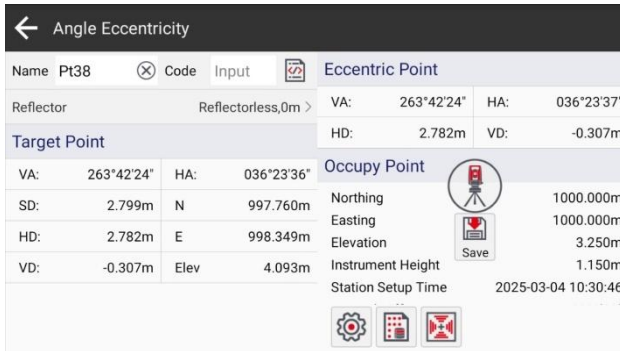 Angle Eccentricity
Name Pt38 Code Input
Reflector Reflectorless,0m >
Target Point
VA: 263°42'24" HA: 036°23'36"
SD: 2.799m N 997.760m
HD: 2.782m E 998.349m
VD: -0.307m Elev 4.093m
Eccentric Point
VA: 263°42'24" HA: 036°23'37"
HD: 2.782m VD: -0.307m
Occupy Point
Northing 1000.000m
Easting 1000.000m
Elevation 3.250m
Instrument Height 1.150m
Station Setup Time 2025-03-04 10:30:46
Save